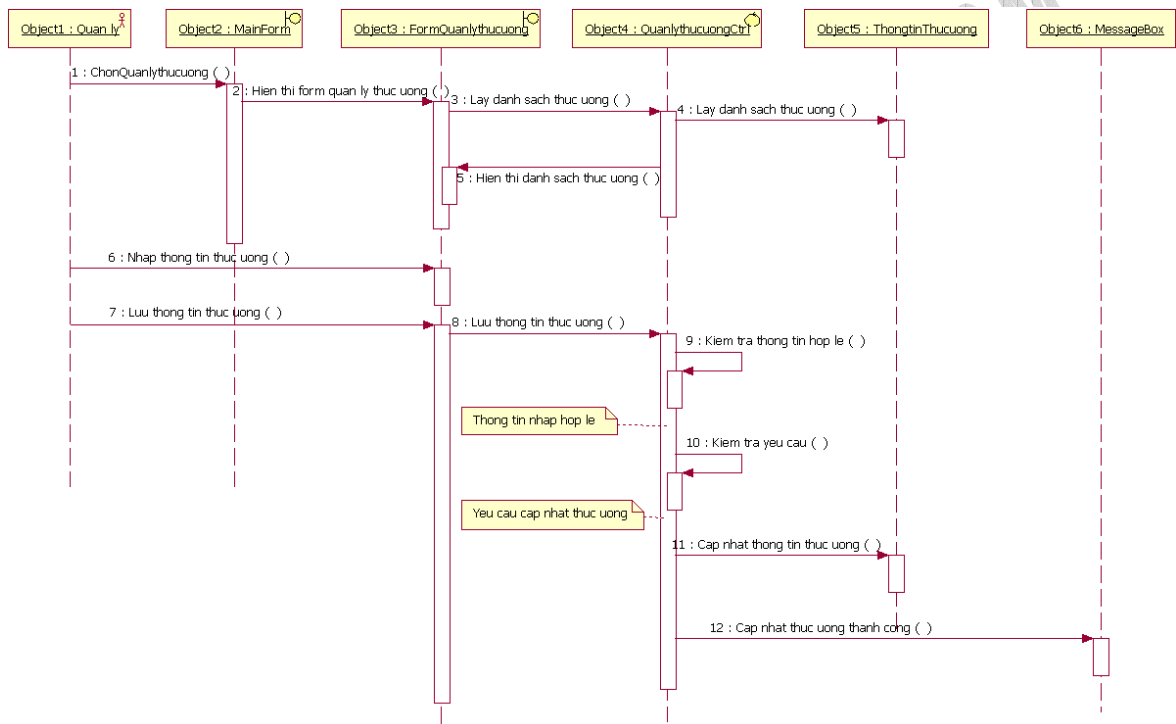 Object1 : Quan ly
Object2 : MainForm
Object3 : FormQuanlythucuong
Object4 : QuanlythucuongCtrl
Object5 : ThongtinThucuong
Object6 : MessageBox
1 : ChonQuanlythucuong ( )
2 : Hien thi form quan ly thuc uong ( )
3 : Lay danh sach thuc uong ( )
4 : Lay danh sach thuc uong ( )
5 : Hien thi danh sach thuc uong ( )
6 : Nhap thong tin thuc uong ( )
7 : Luu thong tin thuc uong ( )
8 : Luu thong tin thuc uong ( )
9 : Kiem tra thong tin hop le ( )
Thong tin nhap hop le
10 : Kiem tra yeu cau ( )
Yeu cau cap nhat thuc uong
11 : Cap nhat thong tin thuc uong ( )
12 : Cap nhat thuc uong thanh cong ( )